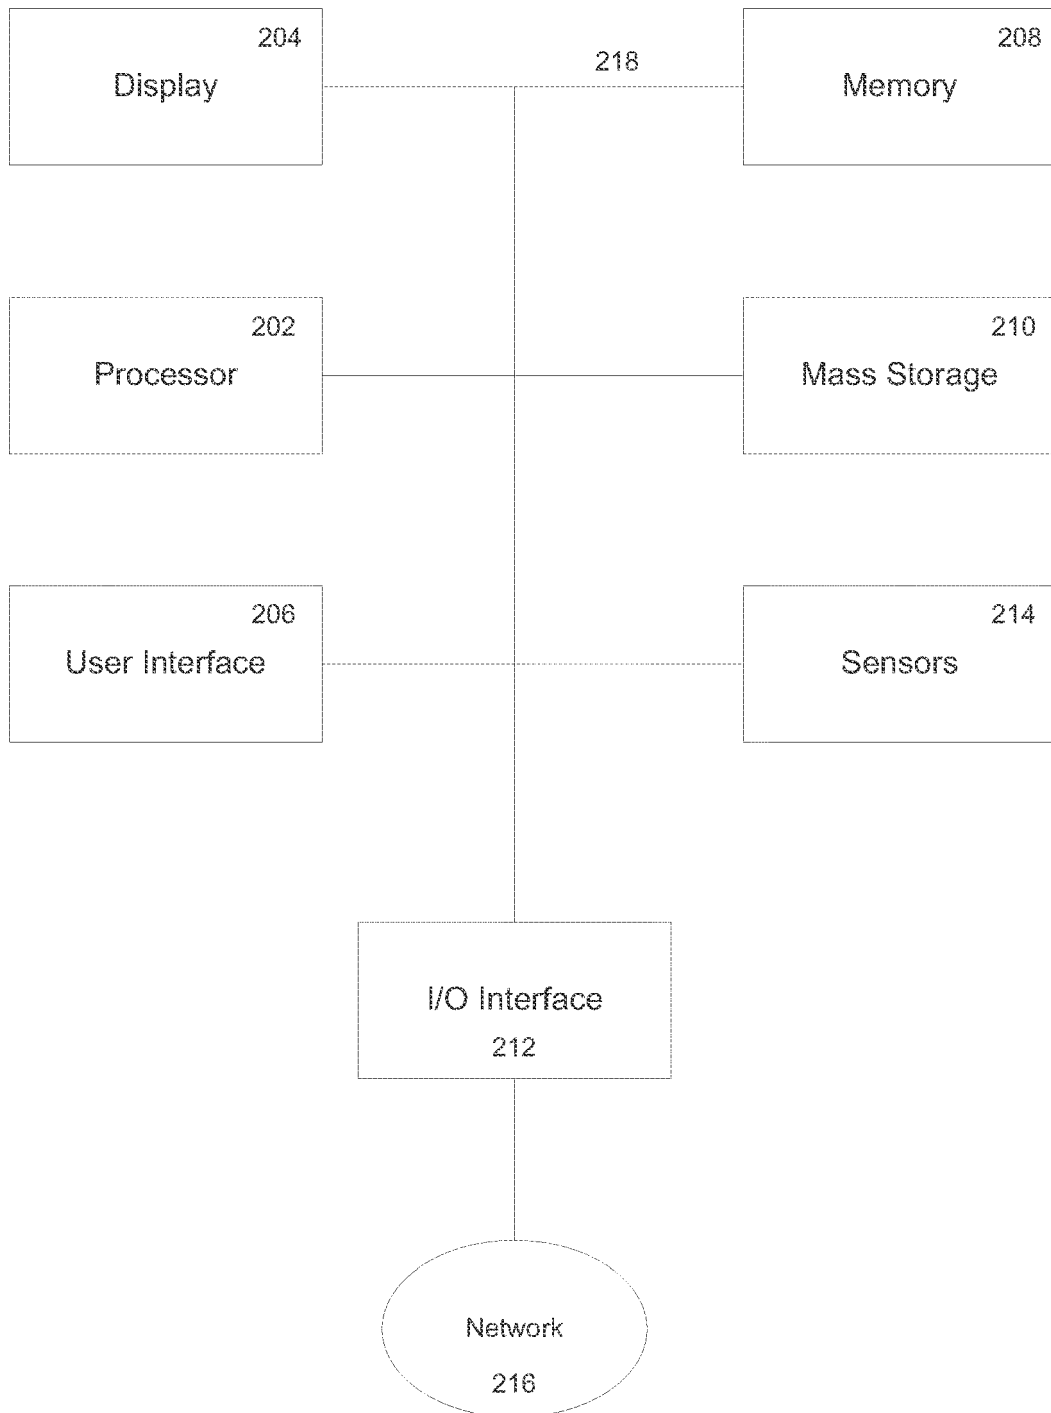 204
Display
218
208
Memory
202
Processor
210
Mass Storage
206
User Interface
214
Sensors
I/O Interface
212
Network
216